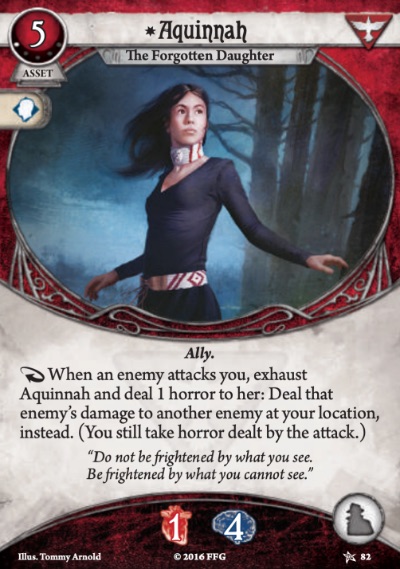 5
Aquinnah
ASSET
The Forgotten Daughter
Ally.
When an enemy attacks you, exhaust
Aquinnah and deal 1 horror to her: Deal that
enemy's damage to another enemy at your location,
instead. (You still take horror dealt by the attack.)
"Do not be frightened by what you see.
Be frightened by what you cannot see."
1
4
Illus. Tommy Arnold
© 2016 FFG
82